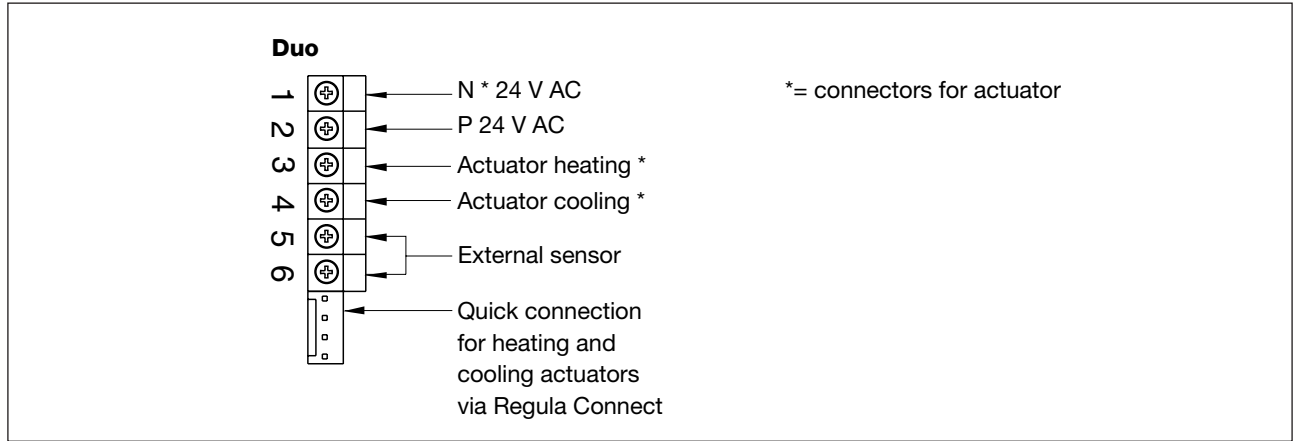 Duo
1 N * 24 V AC *= connectors for actuator
2 P 24 V AC
3 Actuator heating *
4 Actuator cooling *
5
External sensor
6
Quick connection
for heating and
cooling actuators
via Regula Connect